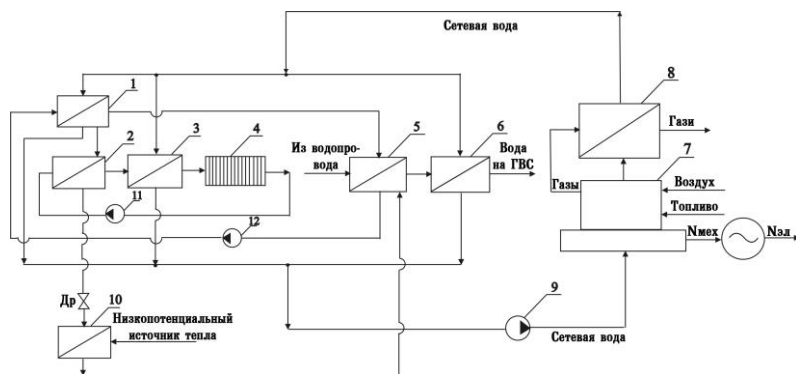 Сетевая вода
1
2
3
4
5
6
8
Гази
7
Из водопро-
вода
Вода
на ГВС
Газы
Воздух
Топливо
Nмех
Nэл
11
12
Др
10
Низкопотенциальный
источник тепла
9
Сетевая вода